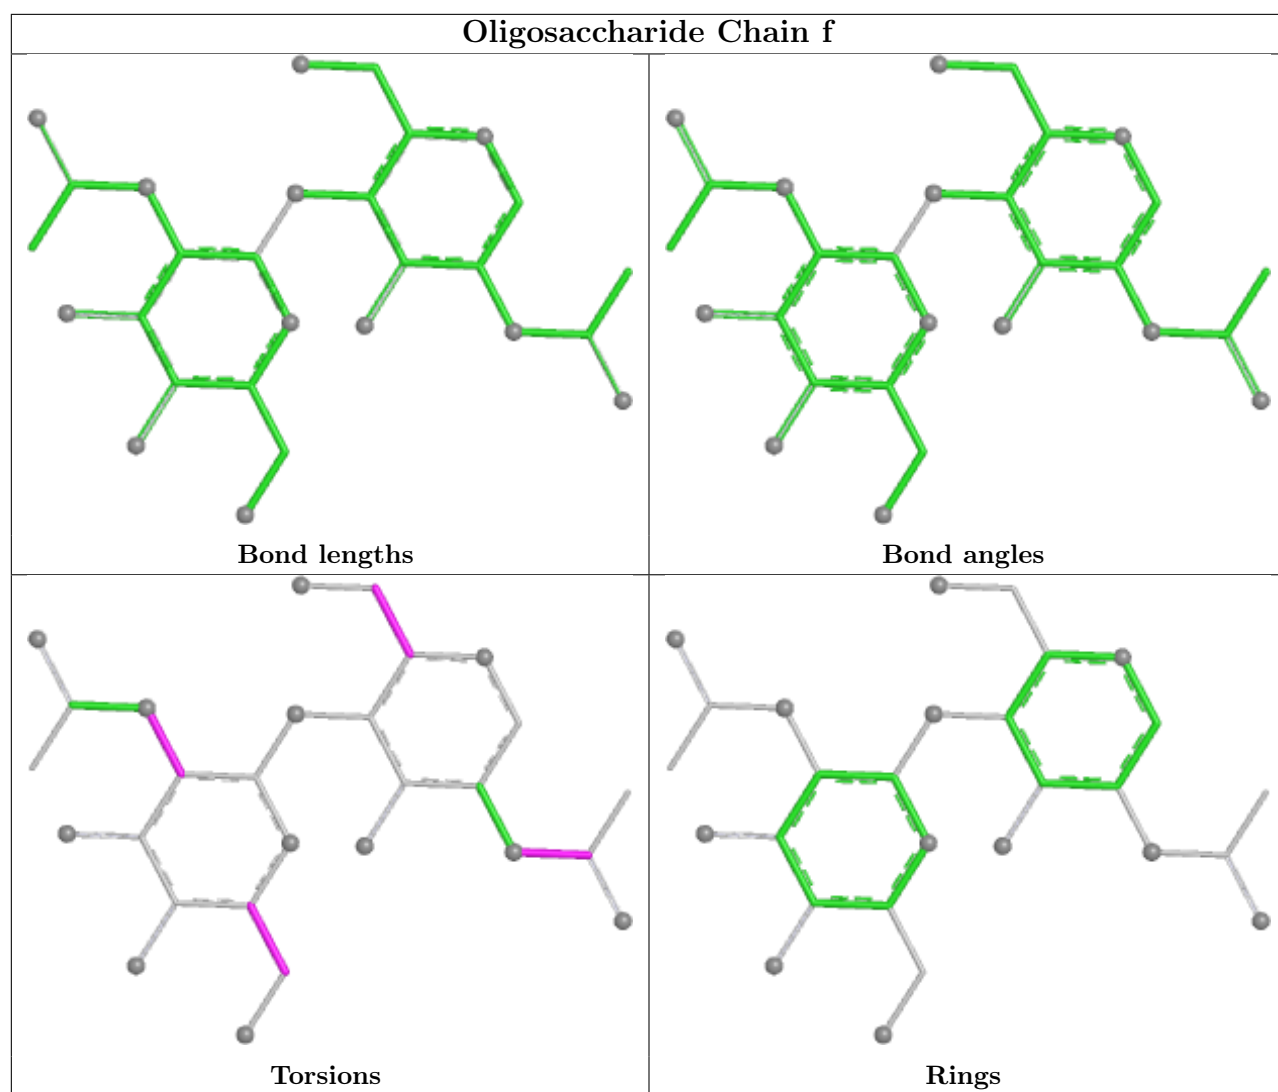 Oligosaccharide Chain f
Bond lengths
Bond angles
Torsions
Rings